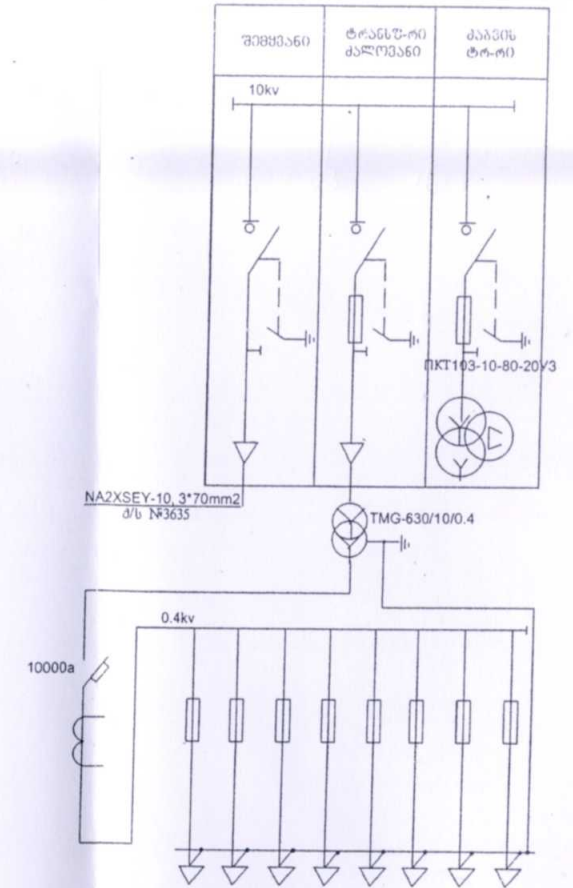 შემყვანი
ტრანსფ-რი
ძალოვანი
ძაბვის
ტრ-რი
10kv
ПКТ103-10-80-20У3
NA2XSEY-10, 3*70mm2
№3635
TMG-630/10/0.4
0.4kv
10000a